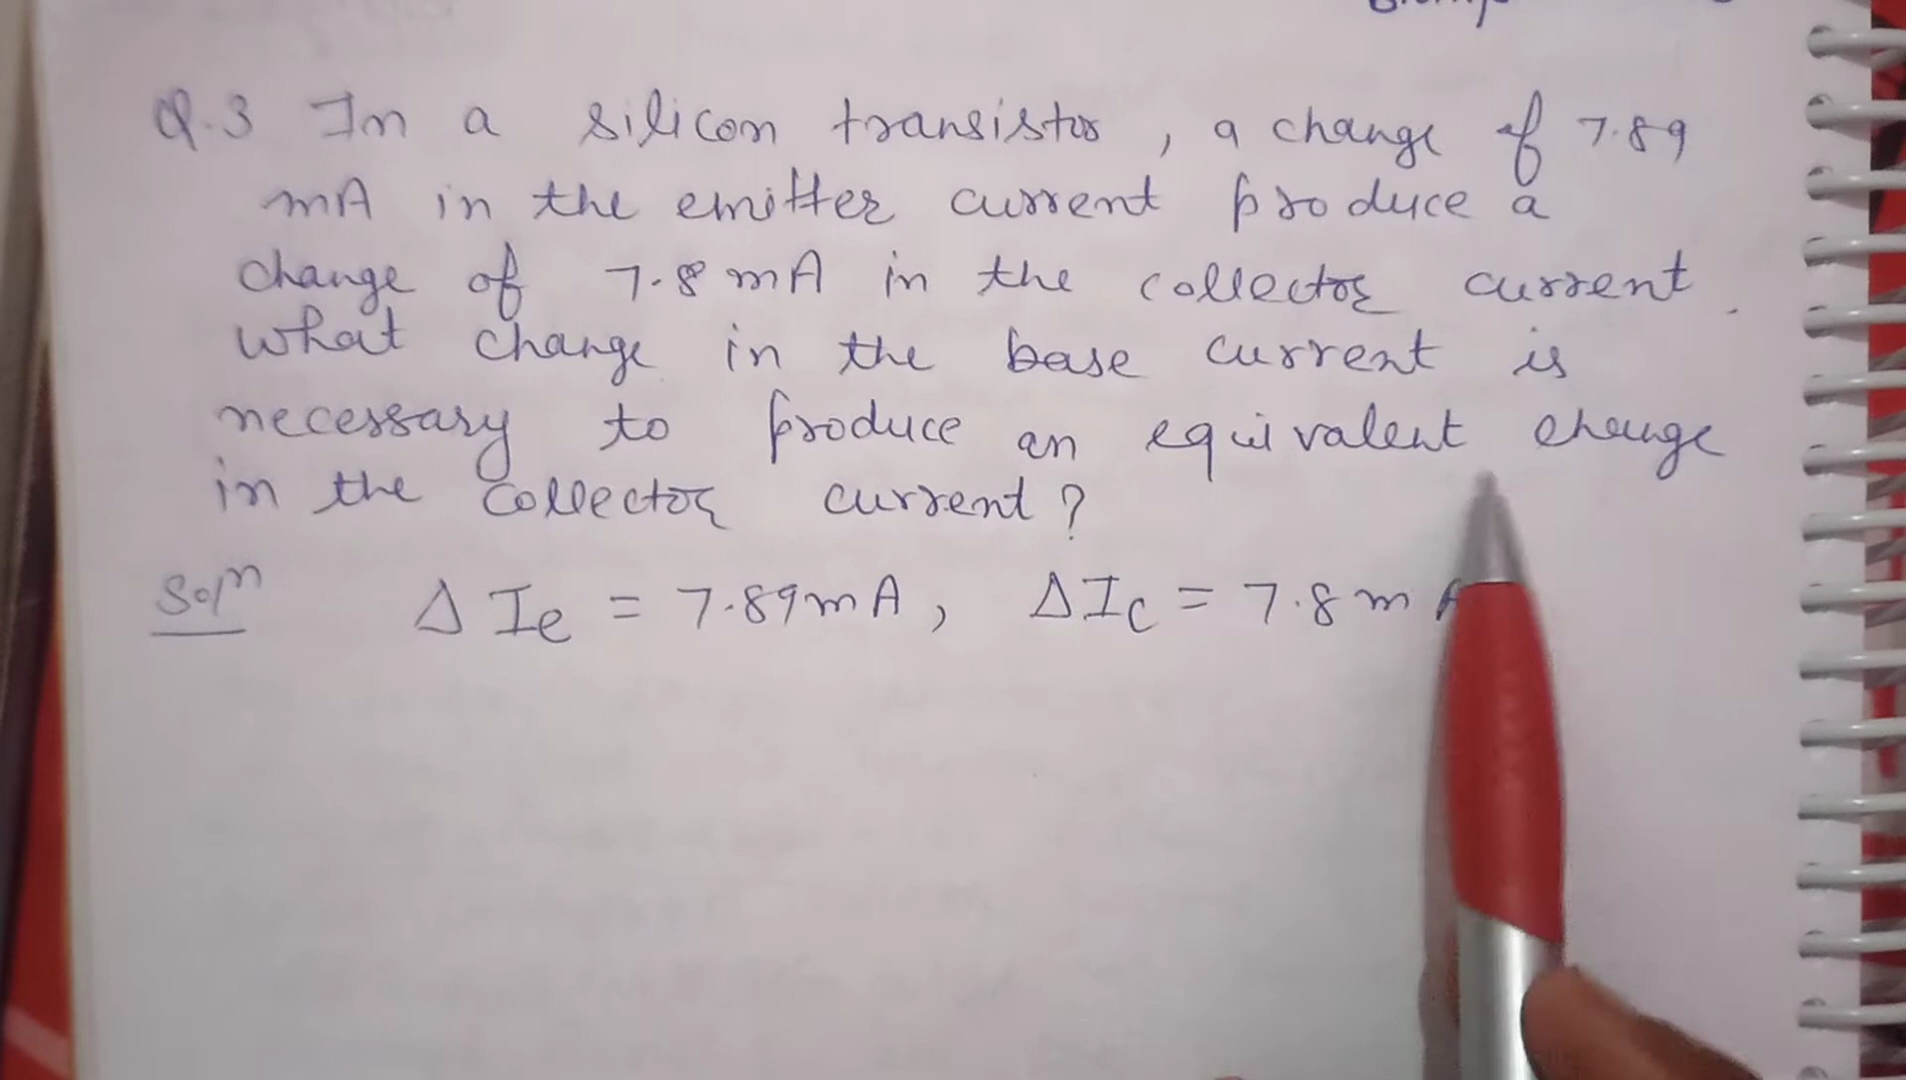 Q.3 In a silicon transistor, a change of 7.89
mA in the emitter current produce a
change of 7.8 mA in the collector current.
what change in the base current is
necessary to produce an equivalent change
in the collector current?
Solⁿ ΔIe = 7.89mA, ΔIc = 7.8m A